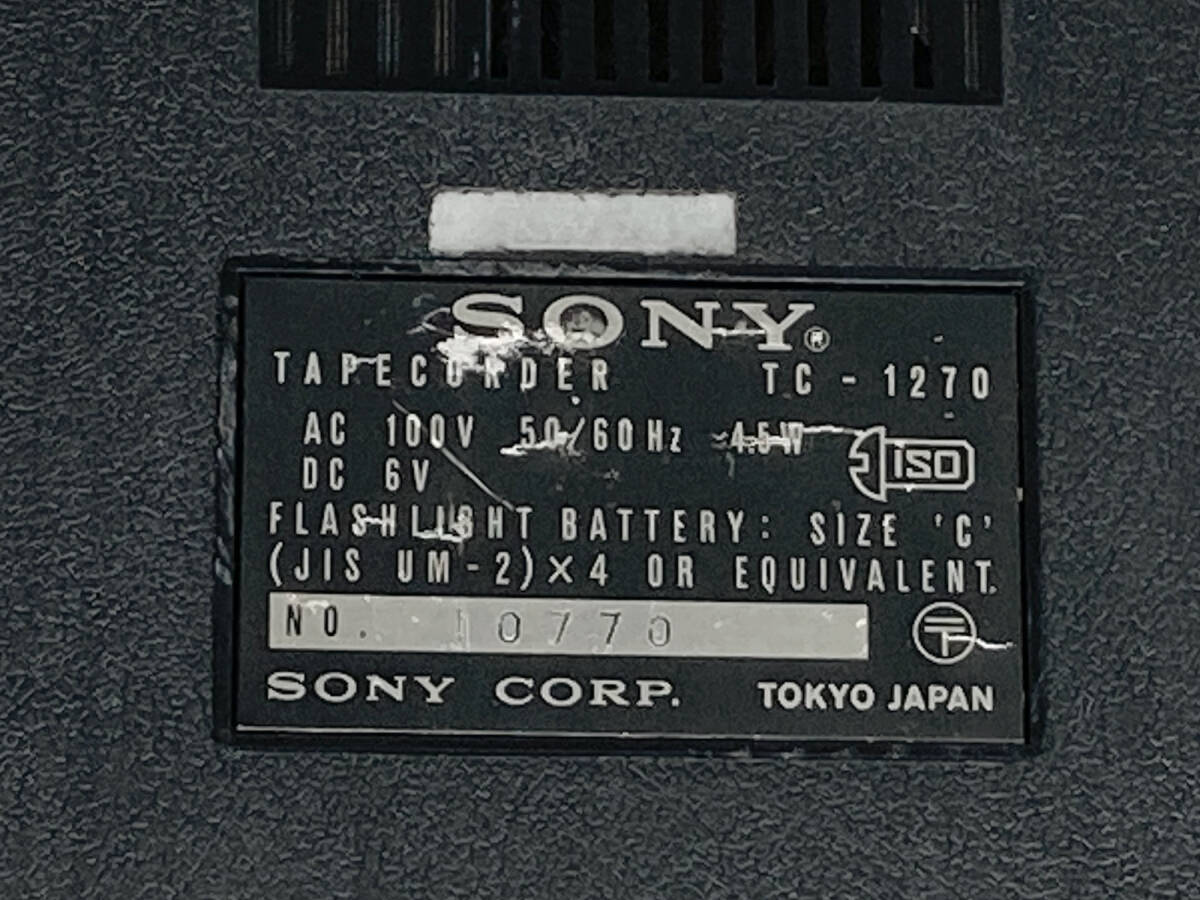 SONY®
TAPECORDER TC-1270
AC 100V 50/60Hz 4.5W
DC 6V
ISO
FLASHLIGHT BATTERY: SIZE 'C'
(JIS UM-2)×4 OR EQUIVALENT.
NO. 10770
SONY CORP. TOKYO JAPAN